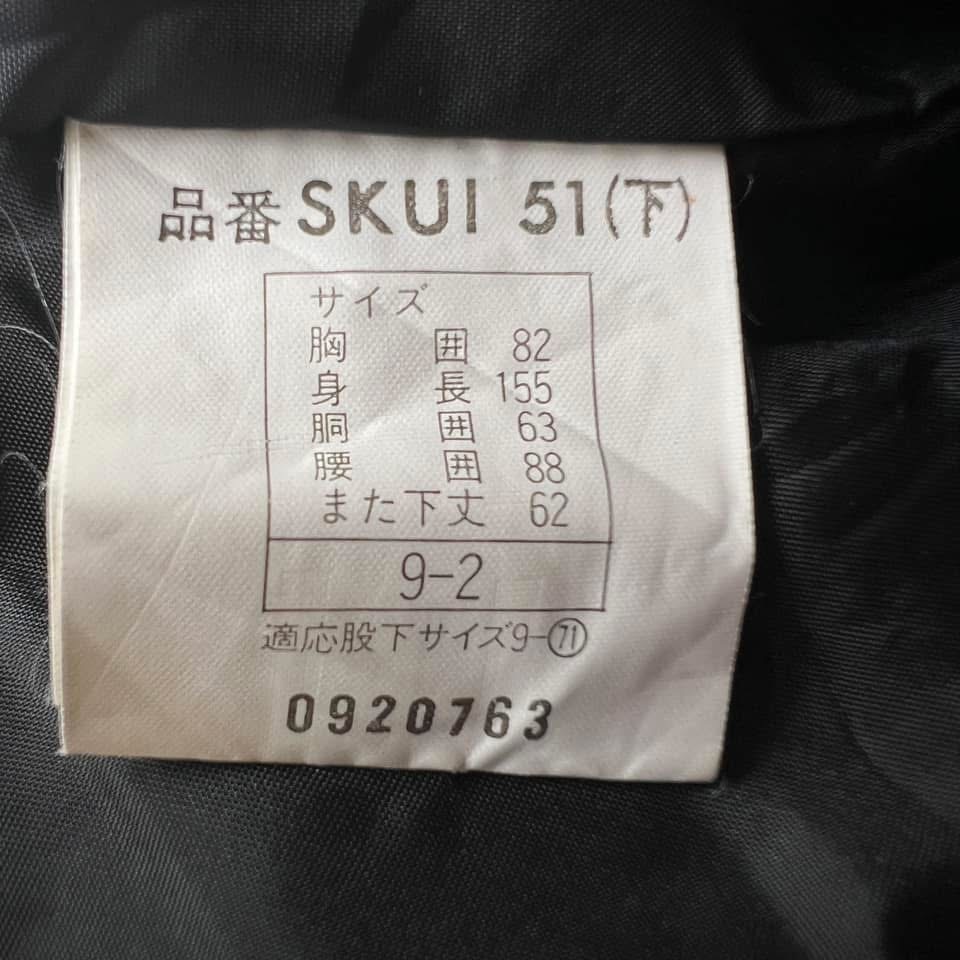 品番 SKUI 51(下)
サイズ
胸囲 82
身長 155
胴囲 63
腰囲 88
また下丈 62
9-2
適応股下サイズ9-㉛
0920763